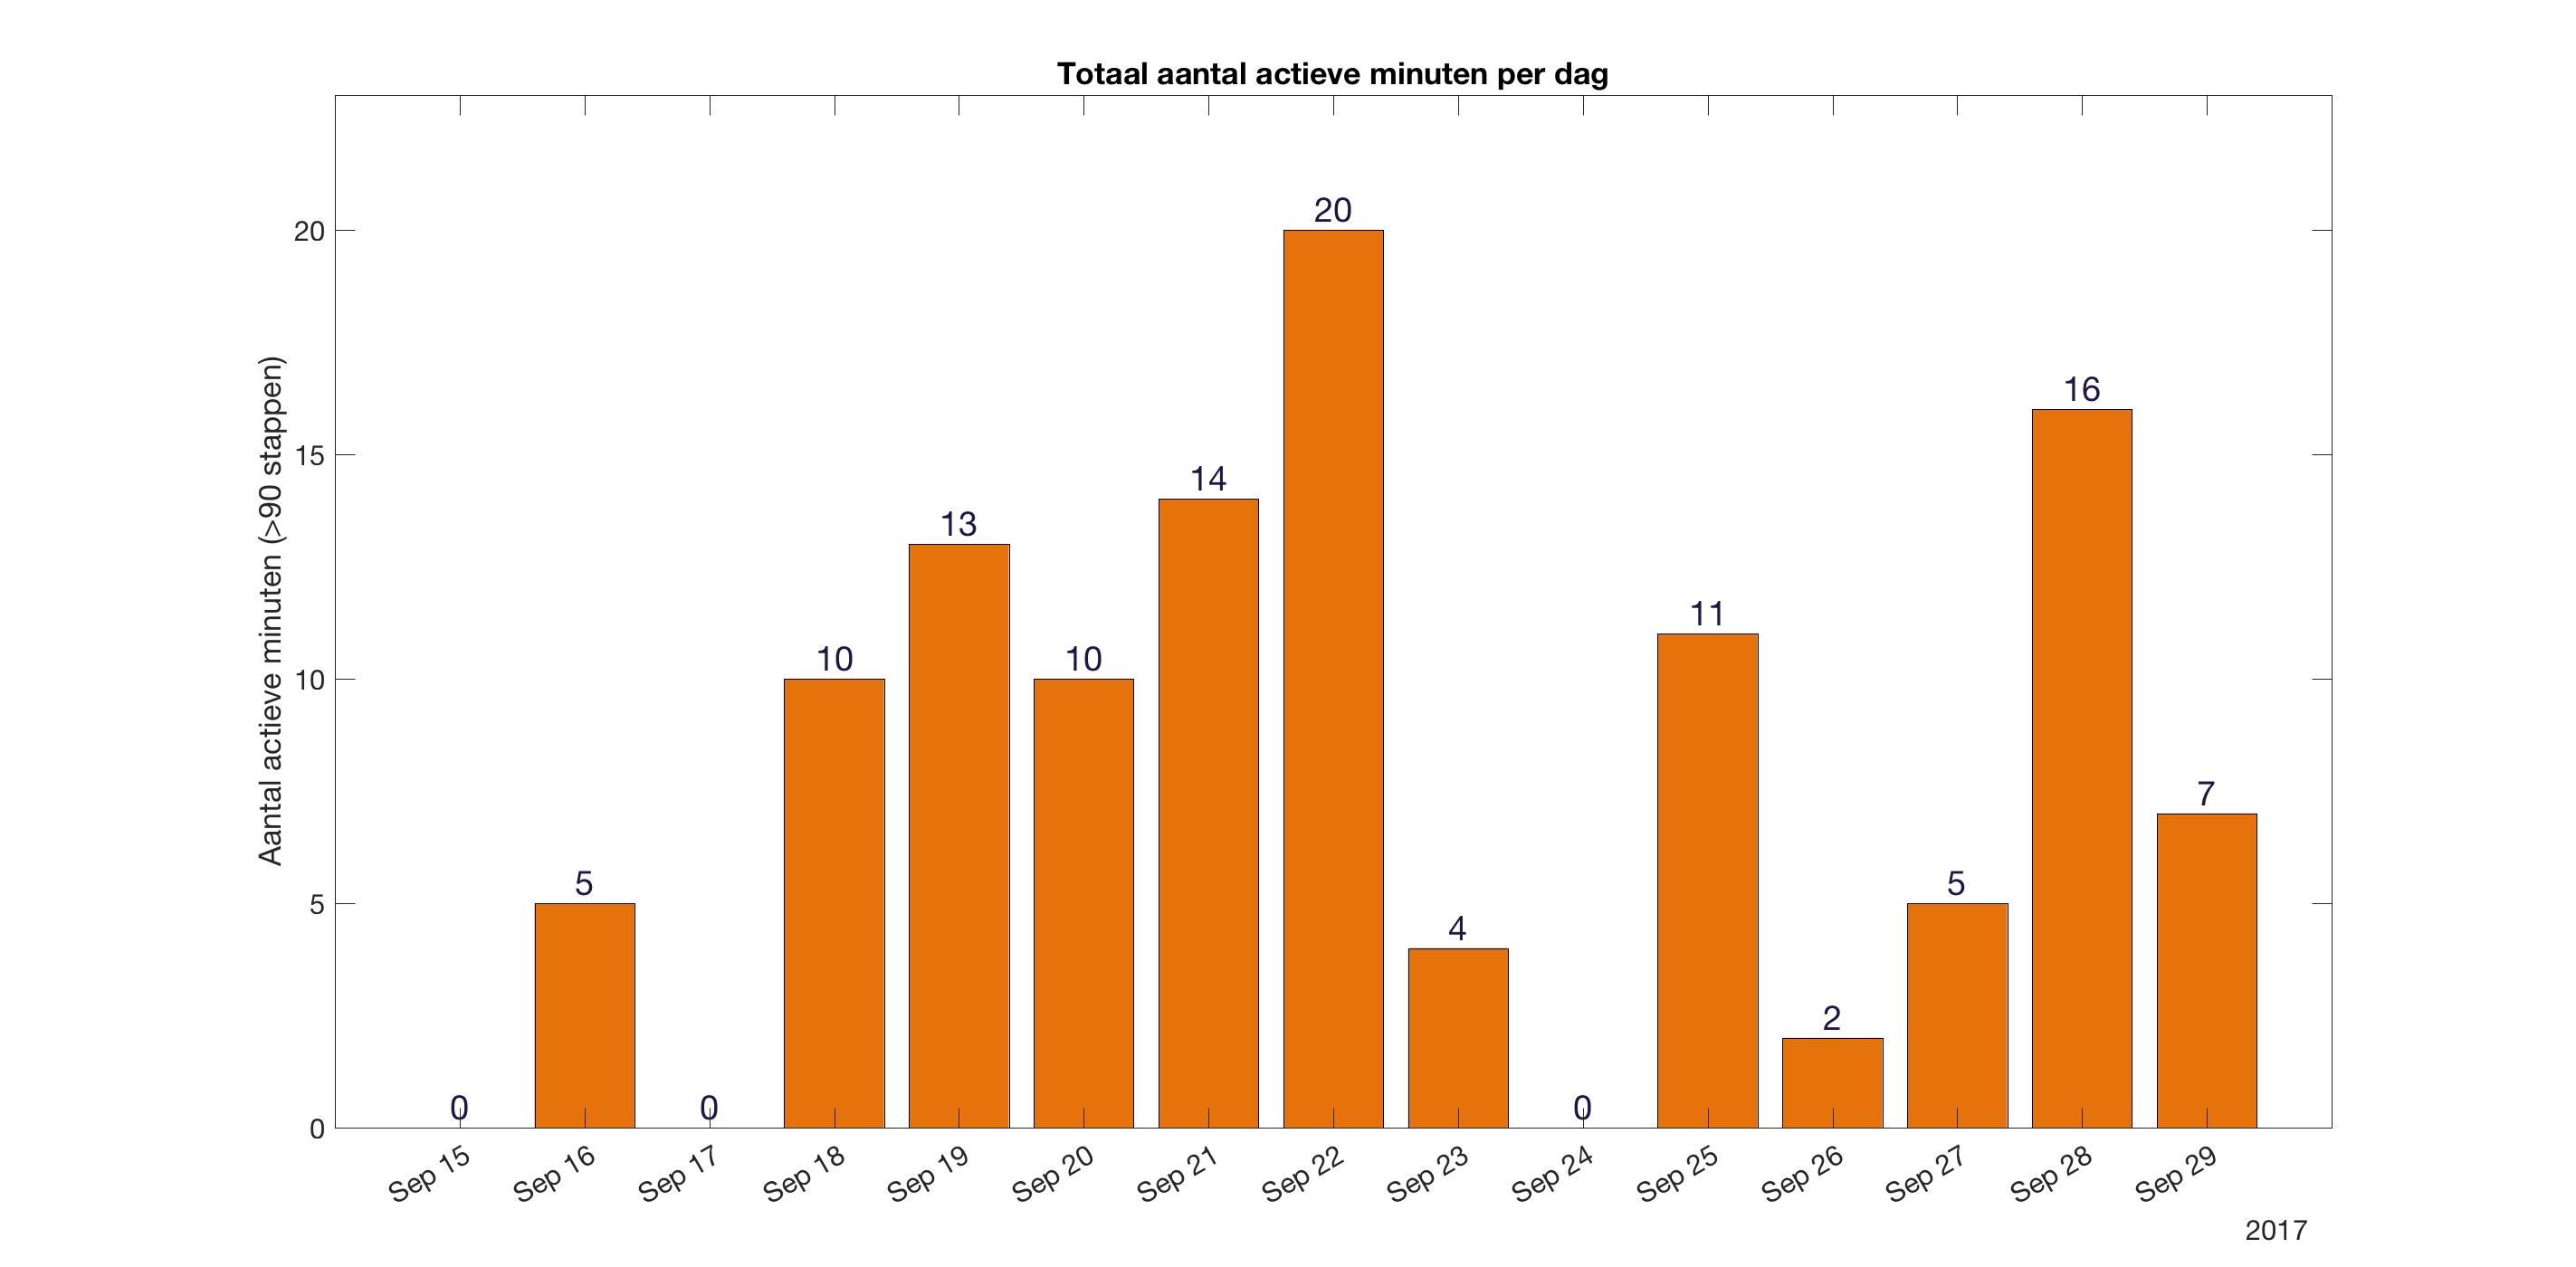 Totaal aantal actieve minuten per dag
Aantal actieve minuten (>90 stappen)
20
15
10
5
0
0
5
0
10
13
10
14
20
4
0
11
2
5
16
7
Sep 15
Sep 16
Sep 17
Sep 18
Sep 19
Sep 20
Sep 21
Sep 22
Sep 23
Sep 24
Sep 25
Sep 26
Sep 27
Sep 28
Sep 29
2017